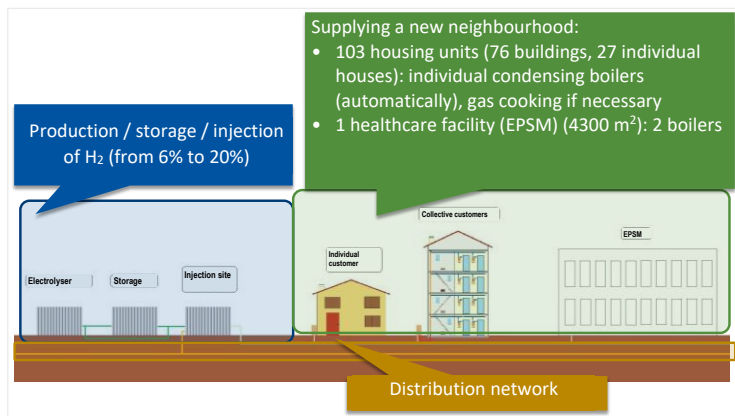 Supplying a new neighbourhood:
• 103 housing units (76 buildings, 27 individual
houses): individual condensing boilers
(automatically), gas cooking if necessary
• 1 healthcare facility (EPSM) (4300 m²): 2 boilers
Production / storage / injection
of H₂ (from 6% to 20%)
Collective customers
EPSM
Individual
customer
Injection site
Electrolyser
Storage
Distribution network